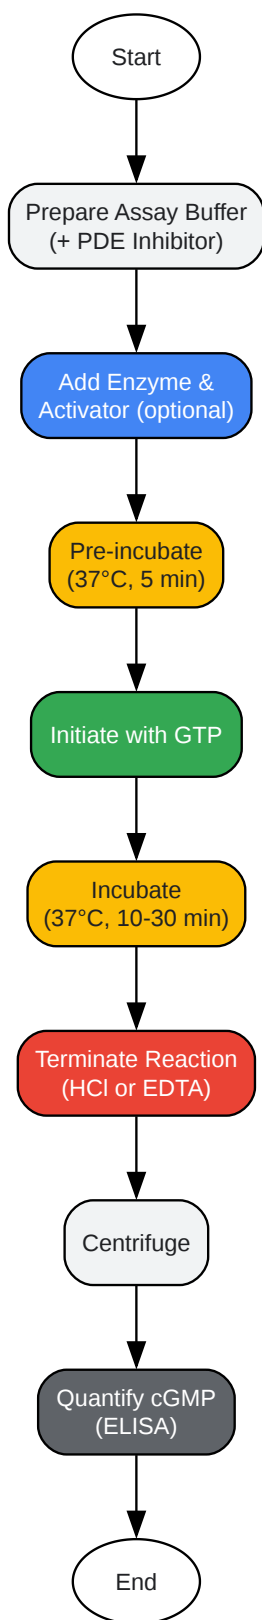 Start
Prepare Assay Buffer
(+ PDE Inhibitor)
Add Enzyme &
Activator (optional)
Pre-incubate
(37°C, 5 min)
Initiate with GTP
Incubate
(37°C, 10-30 min)
Terminate Reaction
(HCl or EDTA)
Centrifuge
Quantify cGMP
(ELISA)
End